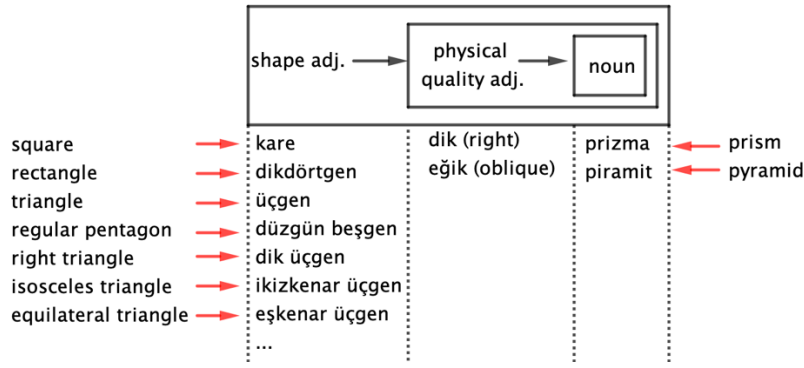 shape adj.
physical
quality adj.
noun
square kare dik (right) prizma prism
rectangle dikdörtgen eğik (oblique) piramit pyramid
triangle üçgen
regular pentagon düzgün beşgen
right triangle dik üçgen
isosceles triangle ikizkenar üçgen
equilateral triangle eşkenar üçgen
...